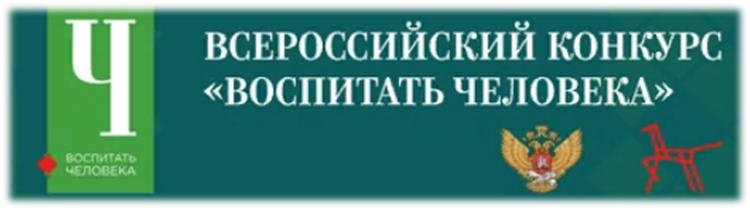 ВСЕРОССИЙСКИЙ КОНКУРС
«ВОСПИТАТЬ ЧЕЛОВЕКА»
Ч
ВОСПИТАТЬ
ЧЕЛОВЕКА